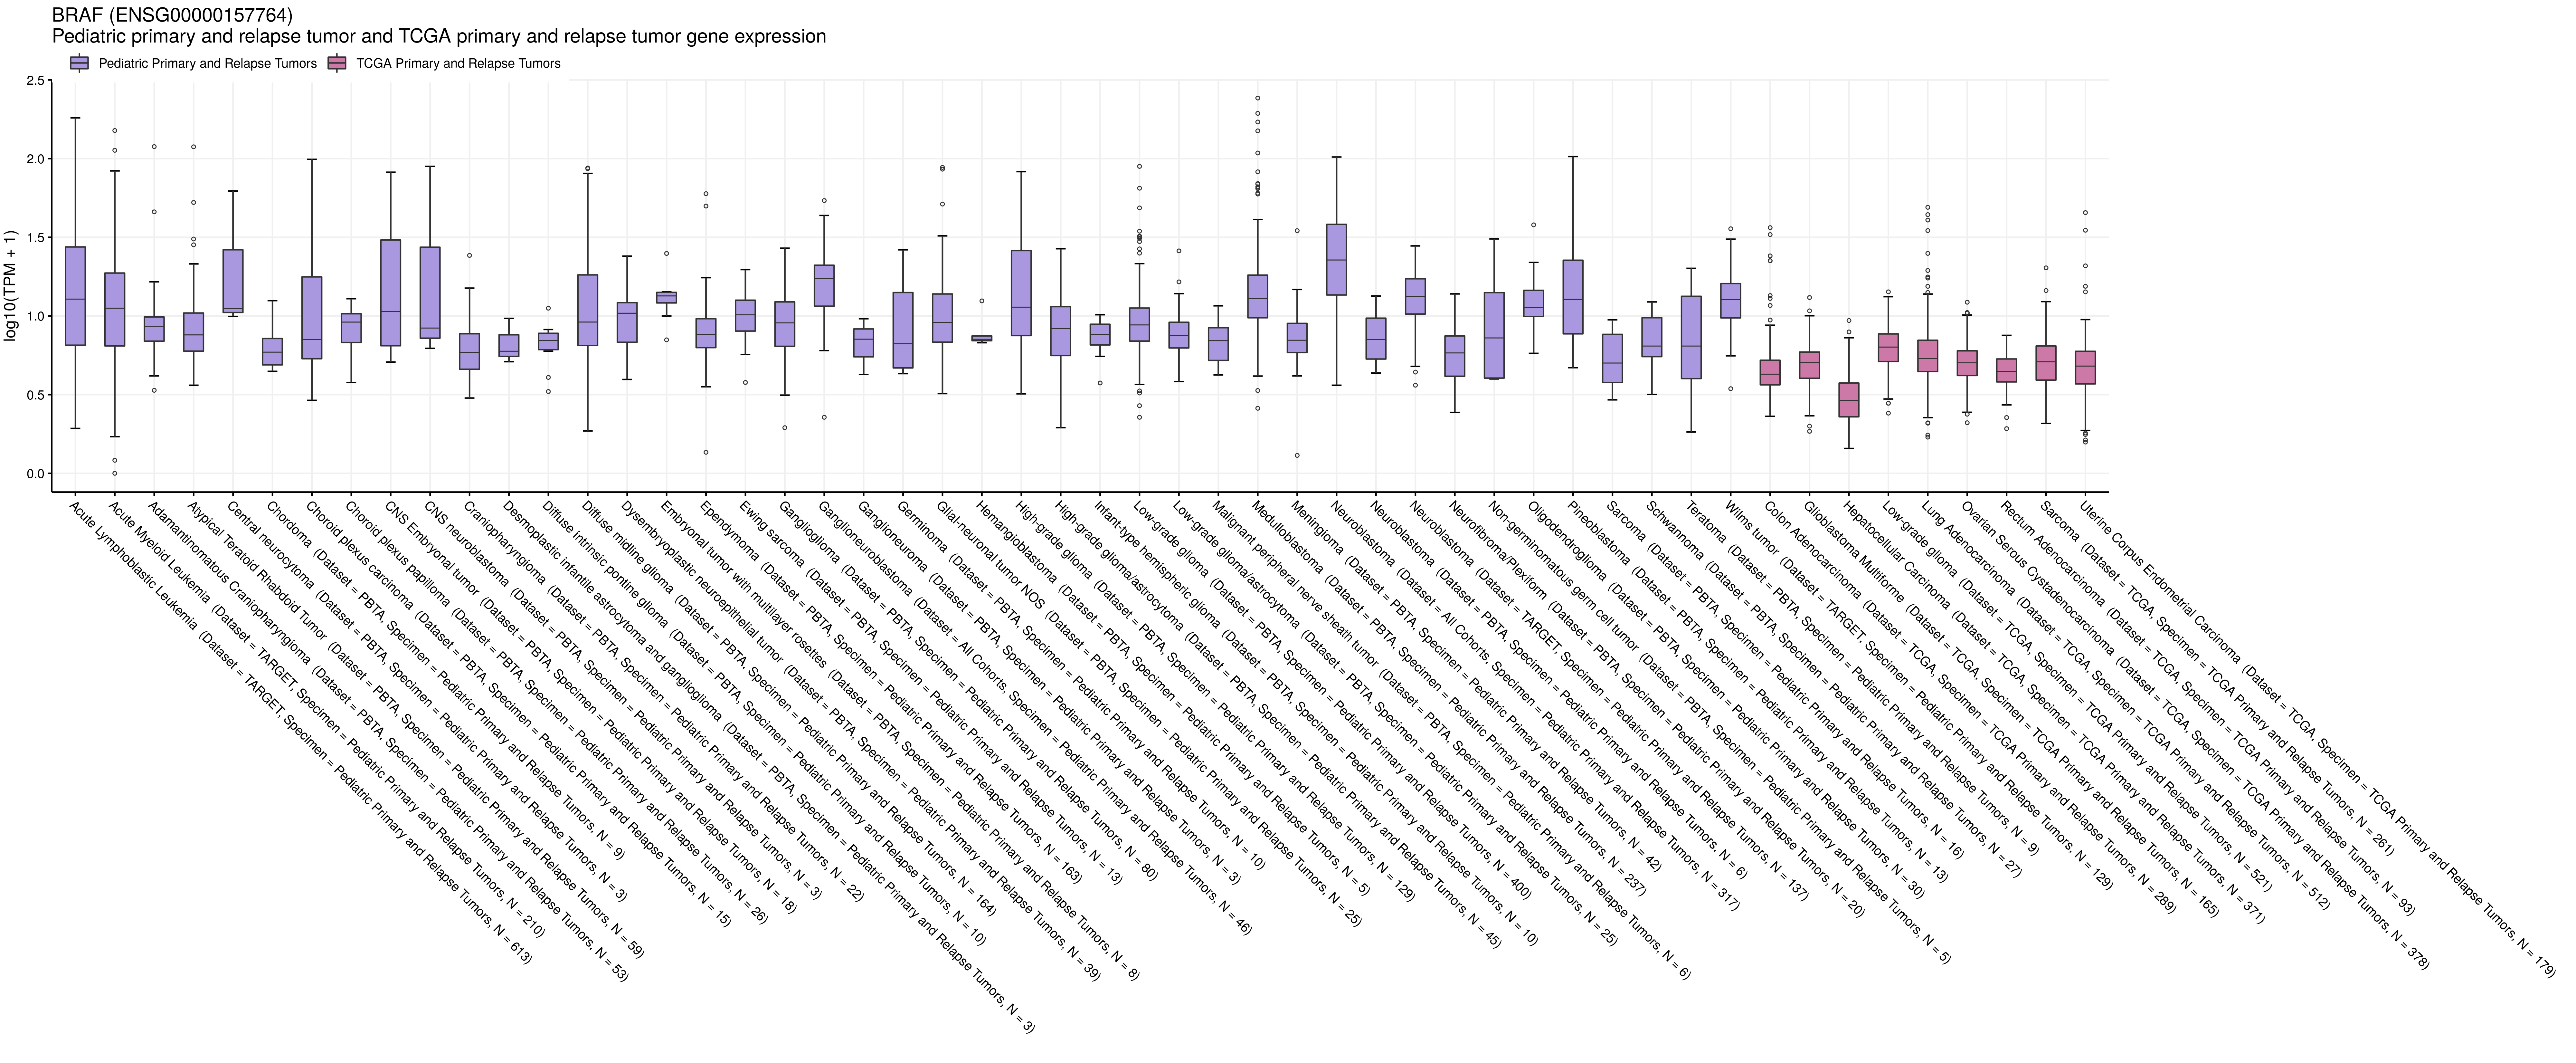 BRAF (ENSG00000157764)
Pediatric primary and relapse tumor and TCGA primary and relapse tumor gene expression
Pediatric Primary and Relapse Tumors
TCGA Primary and Relapse Tumors
log10(TPM + 1)
2.5
2.0
1.5
1.0
0.5
0.0
Acute Lymphoblastic Leukemia (Dataset = TARGET, Specimen = Pediatric Primary and Relapse Tumors, N = 613)
Acute Myeloid Leukemia (Dataset = TARGET, Specimen = Pediatric Primary and Relapse Tumors, N = 210)
Adamantinomatous Craniopharyngioma (Dataset = PBTA, Specimen = Pediatric Primary and Relapse Tumors, N = 53)
Atypical Teratoid Rhabdoid Tumor (Dataset = PBTA, Specimen = Pediatric Primary and Relapse Tumors, N = 59)
Central neurocytoma (Dataset = PBTA, Specimen = Pediatric Primary and Relapse Tumors, N = 3)
Chordoma (Dataset = PBTA, Specimen = Pediatric Primary and Relapse Tumors, N = 9)
Choroid plexus carcinoma (Dataset = PBTA, Specimen = Pediatric Primary and Relapse Tumors, N = 15)
Choroid plexus papilloma (Dataset = PBTA, Specimen = Pediatric Primary and Relapse Tumors, N = 26)
CNS Embryonal tumor (Dataset = PBTA, Specimen = Pediatric Primary and Relapse Tumors, N = 18)
CNS neuroblastoma (Dataset = PBTA, Specimen = Pediatric Primary and Relapse Tumors, N = 3)
Craniopharyngioma (Dataset = PBTA, Specimen = Pediatric Primary and Relapse Tumors, N = 22)
Desmoplastic infantile astrocytoma and ganglioglioma (Dataset = PBTA, Specimen = Pediatric Primary and Relapse Tumors, N = 3)
Diffuse intrinsic pontine glioma (Dataset = PBTA, Specimen = Pediatric Primary and Relapse Tumors, N = 10)
Diffuse midline glioma (Dataset = PBTA, Specimen = Pediatric Primary and Relapse Tumors, N = 164)
Dysembryoplastic neuroepithelial tumor (Dataset = PBTA, Specimen = Pediatric Primary and Relapse Tumors, N = 39)
Embryonal tumor with multilayer rosettes (Dataset = PBTA, Specimen = Pediatric Primary and Relapse Tumors, N = 8)
Ependymoma (Dataset = PBTA, Specimen = Pediatric Primary and Relapse Tumors, N = 163)
Ewing sarcoma (Dataset = PBTA, Specimen = Pediatric Primary and Relapse Tumors, N = 13)
Ganglioglioma (Dataset = PBTA, Specimen = Pediatric Primary and Relapse Tumors, N = 80)
Ganglioneuroblastoma (Dataset = All Cohorts, Specimen = Pediatric Primary and Relapse Tumors, N = 46)
Ganglioneuroma (Dataset = PBTA, Specimen = Pediatric Primary and Relapse Tumors, N = 3)
Germinoma (Dataset = PBTA, Specimen = Pediatric Primary and Relapse Tumors, N = 10)
Glial-neuronal tumor NOS (Dataset = PBTA, Specimen = Pediatric Primary and Relapse Tumors, N = 25)
Hemangioblastoma (Dataset = PBTA, Specimen = Pediatric Primary and Relapse Tumors, N = 5)
High-grade glioma (Dataset = PBTA, Specimen = Pediatric Primary and Relapse Tumors, N = 129)
High-grade glioma/astrocytoma (Dataset = PBTA, Specimen = Pediatric Primary and Relapse Tumors, N = 45)
Infant-type hemispheric glioma (Dataset = PBTA, Specimen = Pediatric Primary and Relapse Tumors, N = 10)
Low-grade glioma (Dataset = PBTA, Specimen = Pediatric Primary and Relapse Tumors, N = 400)
Low-grade glioma/astrocytoma (Dataset = PBTA, Specimen = Pediatric Primary and Relapse Tumors, N = 25)
Malignant peripheral nerve sheath tumor (Dataset = PBTA, Specimen = Pediatric Primary and Relapse Tumors, N = 6)
Medulloblastoma (Dataset = PBTA, Specimen = Pediatric Primary and Relapse Tumors, N = 237)
Meningioma (Dataset = PBTA, Specimen = Pediatric Primary and Relapse Tumors, N = 42)
Neuroblastoma (Dataset = All Cohorts, Specimen = Pediatric Primary and Relapse Tumors, N = 317)
Neuroblastoma (Dataset = PBTA, Specimen = Pediatric Primary and Relapse Tumors, N = 6)
Neuroblastoma (Dataset = TARGET, Specimen = Pediatric Primary and Relapse Tumors, N = 137)
Neurofibroma/Plexiform (Dataset = PBTA, Specimen = Pediatric Primary and Relapse Tumors, N = 20)
Non-germinomatous germ cell tumor (Dataset = PBTA, Specimen = Pediatric Primary and Relapse Tumors, N = 5)
Oligodendroglioma (Dataset = PBTA, Specimen = Pediatric Primary and Relapse Tumors, N = 30)
Pineoblastoma (Dataset = PBTA, Specimen = Pediatric Primary and Relapse Tumors, N = 13)
Sarcoma (Dataset = PBTA, Specimen = Pediatric Primary and Relapse Tumors, N = 16)
Schwannoma (Dataset = PBTA, Specimen = Pediatric Primary and Relapse Tumors, N = 27)
Teratoma (Dataset = PBTA, Specimen = Pediatric Primary and Relapse Tumors, N = 9)
Wilms tumor (Dataset = TARGET, Specimen = Pediatric Primary and Relapse Tumors, N = 129)
Colon Adenocarcinoma (Dataset = TCGA, Specimen = TCGA Primary and Relapse Tumors, N = 289)
Glioblastoma Multiforme (Dataset = TCGA, Specimen = TCGA Primary and Relapse Tumors, N = 165)
Hepatocellular Carcinoma (Dataset = TCGA, Specimen = TCGA Primary and Relapse Tumors, N = 371)
Low-grade glioma (Dataset = TCGA, Specimen = TCGA Primary and Relapse Tumors, N = 521)
Lung Adenocarcinoma (Dataset = TCGA, Specimen = TCGA Primary and Relapse Tumors, N = 512)
Ovarian Serous Cystadenocarcinoma (Dataset = TCGA, Specimen = TCGA Primary and Relapse Tumors, N = 378)
Rectum Adenocarcinoma (Dataset = TCGA, Specimen = TCGA Primary and Relapse Tumors, N = 93)
Sarcoma (Dataset = TCGA, Specimen = TCGA Primary and Relapse Tumors, N = 261)
Uterine Corpus Endometrial Carcinoma (Dataset = TCGA, Specimen = TCGA Primary and Relapse Tumors, N = 179)